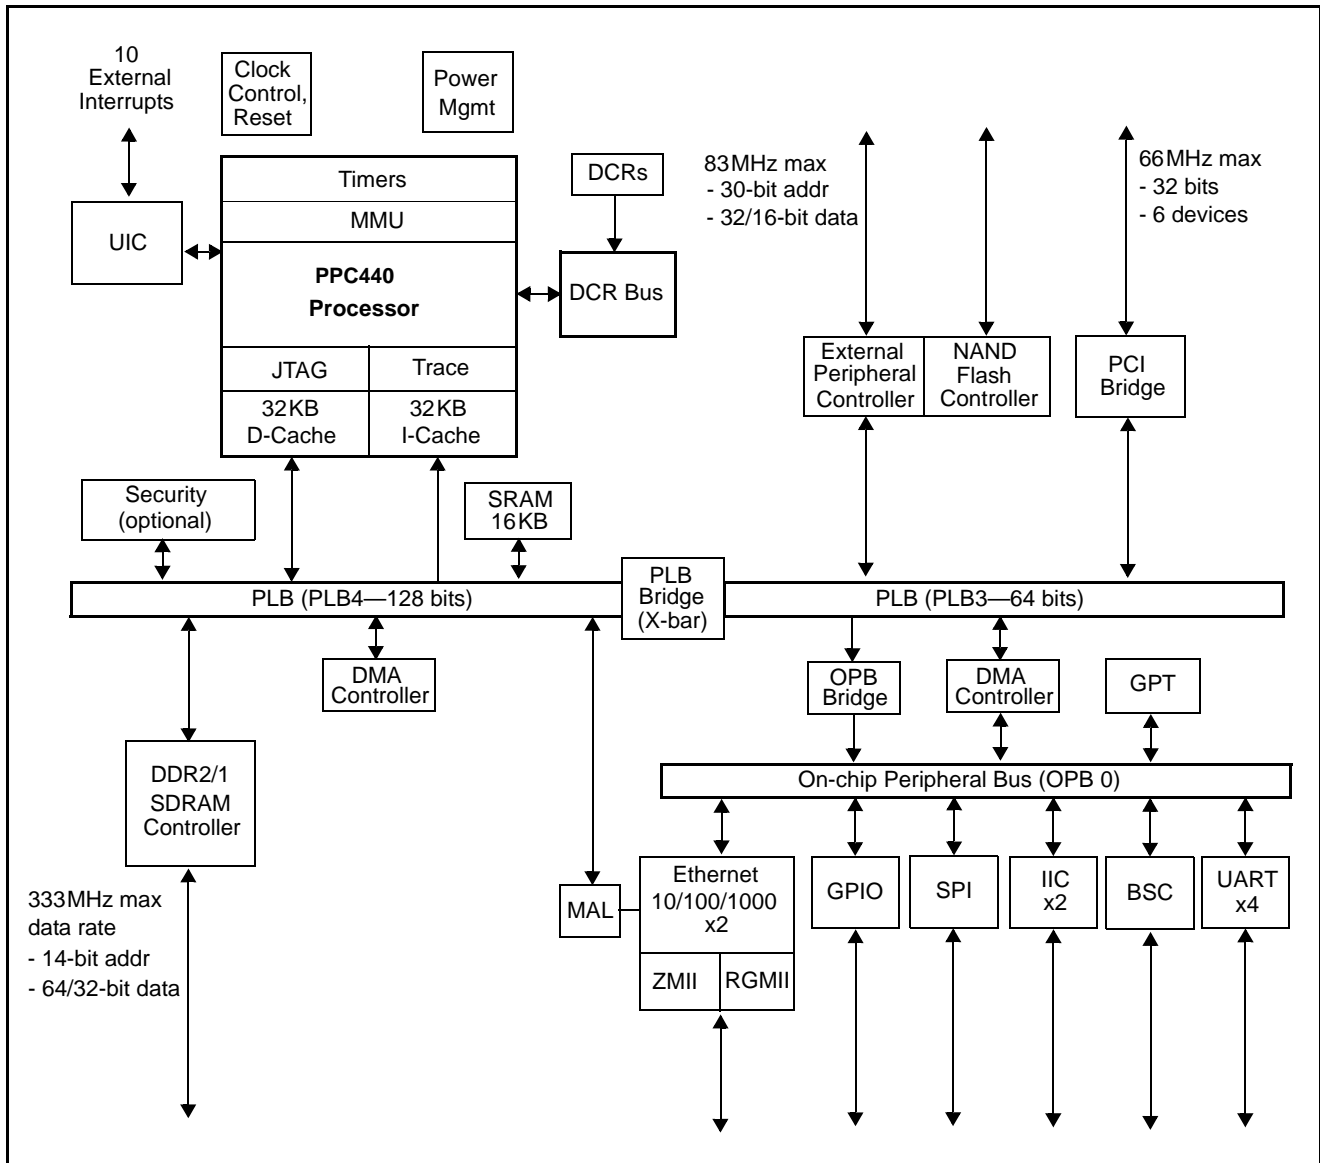 10
External
Interrupts
Clock
Control,
Reset
Power
Mgmt
UIC
Timers
MMU
PPC440
Processor
JTAG
Trace
32KB
D-Cache
32KB
I-Cache
DCRs
DCR Bus
83MHz max
- 30-bit addr
- 32/16-bit data
66MHz max
- 32 bits
- 6 devices
External
Peripheral
Controller
NAND
Flash
Controller
PCI
Bridge
Security
(optional)
SRAM
16KB
PLB (PLB4—128 bits)
PLB
Bridge
(X-bar)
PLB (PLB3—64 bits)
DMA
Controller
OPB
Bridge
DMA
Controller
GPT
DDR2/1
SDRAM
Controller
On-chip Peripheral Bus (OPB 0)
333MHz max
data rate
- 14-bit addr
- 64/32-bit data
MAL
Ethernet
10/100/1000
x2
ZMII
RGMII
GPIO
SPI
IIC
x2
BSC
UART
x4